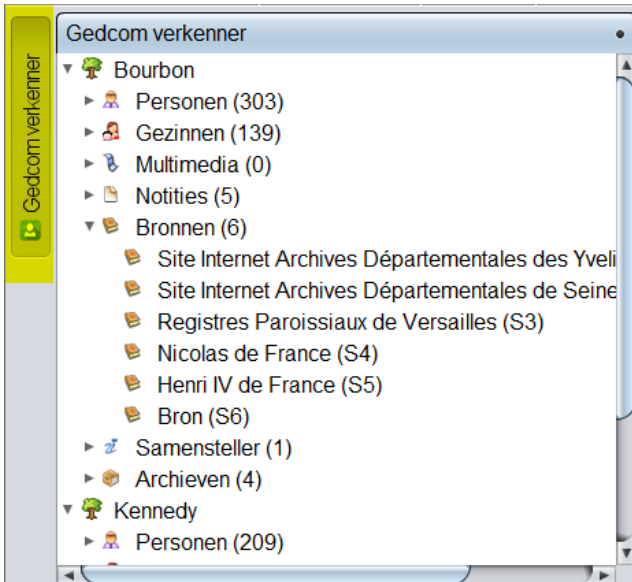 Gedcom verkenner
Gedcom verkenner
Bourbon
Personen (303)
Gezinnen (139)
Multimedia (0)
Notities (5)
Bronnen (6)
Site Internet Archives Départementales des Yveli
Site Internet Archives Départementales de Seine
Registres Paroissiaux de Versailles (S3)
Nicolas de France (S4)
Henri IV de France (S5)
Bron (S6)
Samensteller (1)
Archieven (4)
Kennedy
Personen (209)